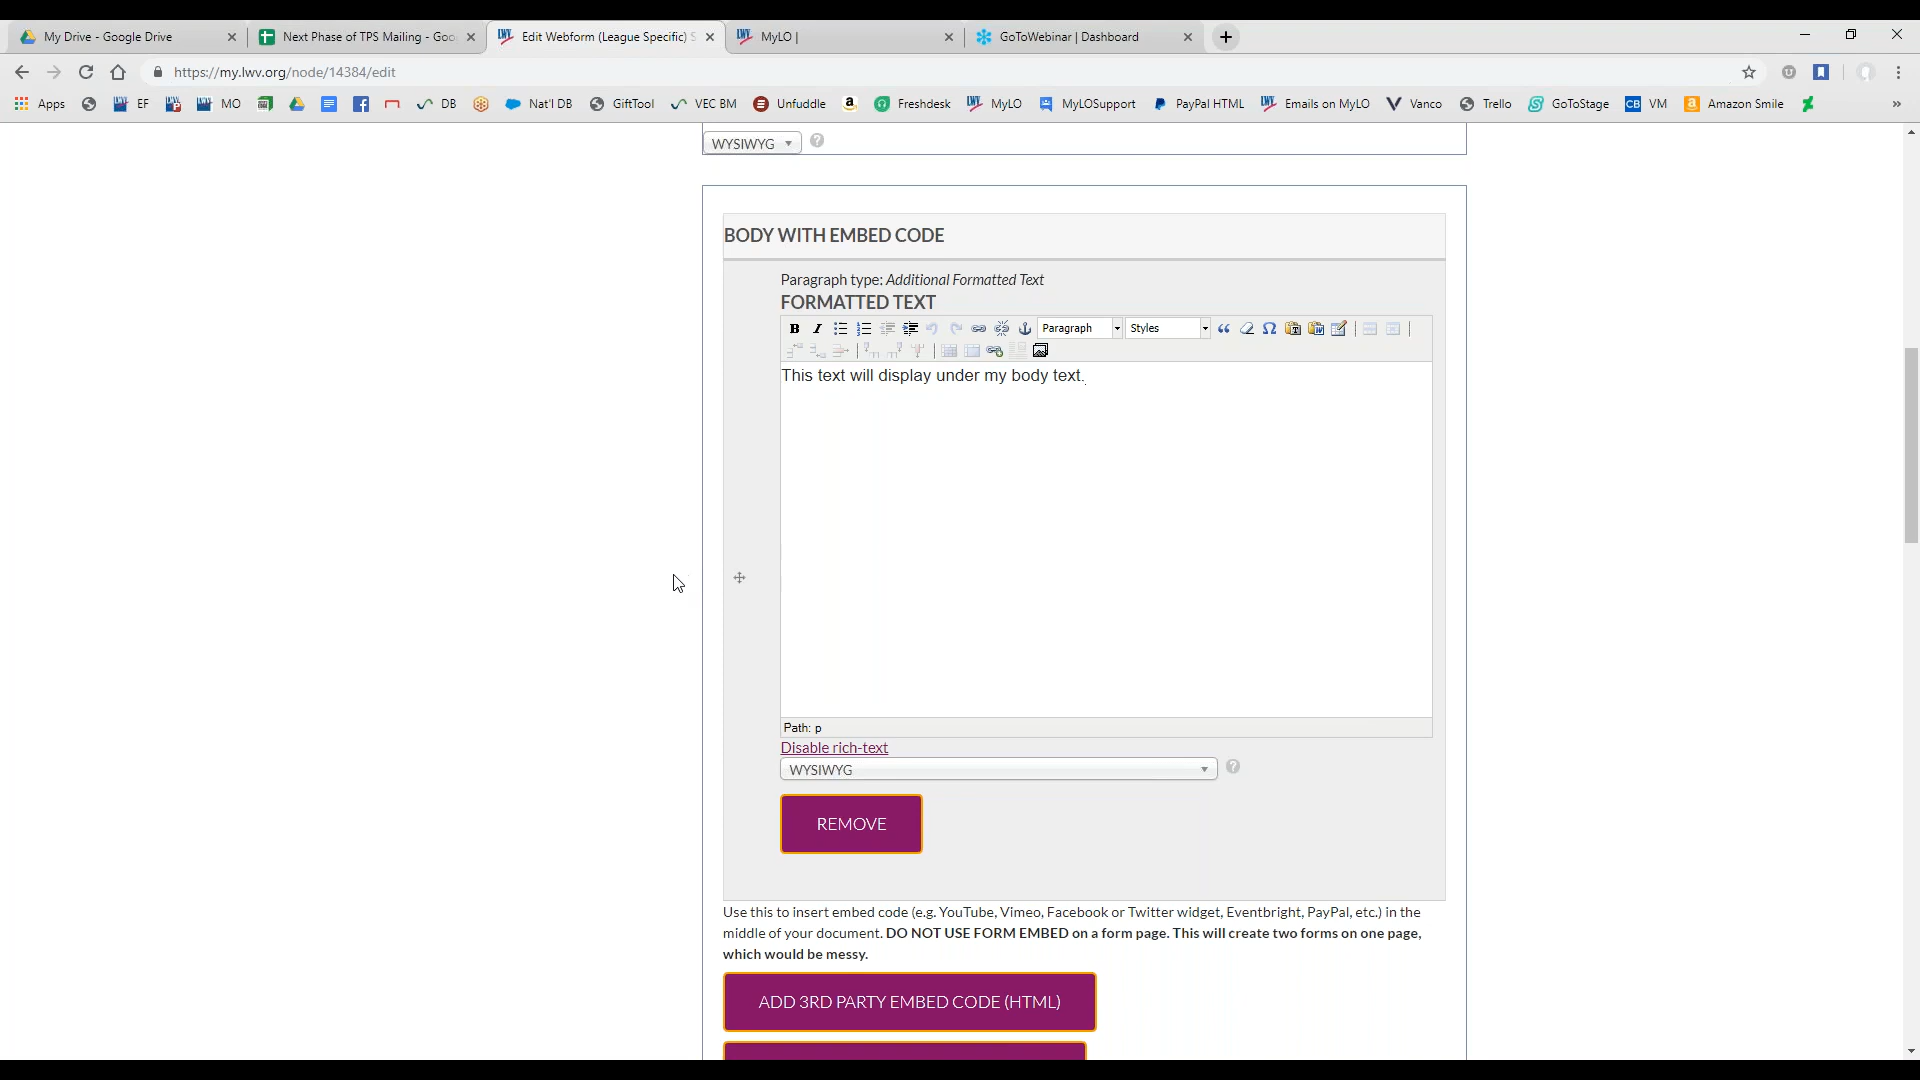 My Drive - Google Drive
Next Phase of TPS Mailing - Goo
Edit Webform (League Specific) S
MyLO |
GoToWebinar | Dashboard
https://my.lwv.org/node/14384/edit
Apps EF MO DB Nat'l DB GiftTool VEC BM Unfuddle Freshdesk MyLO MyLOSupport PayPal HTML Emails on MyLO Vanco Trello GoToStage VM Amazon Smile
WYSIWYG
BODY WITH EMBED CODE
Paragraph type: Additional Formatted Text
FORMATTED TEXT
B I Paragraph Styles
This text will display under my body text.
Path: p
Disable rich-text
WYSIWYG
REMOVE
Use this to insert embed code (e.g. YouTube, Vimeo, Facebook or Twitter widget, Eventbright, PayPal, etc.) in the
middle of your document. DO NOT USE FORM EMBED on a form page. This will create two forms on one page,
which would be messy.
ADD 3RD PARTY EMBED CODE (HTML)